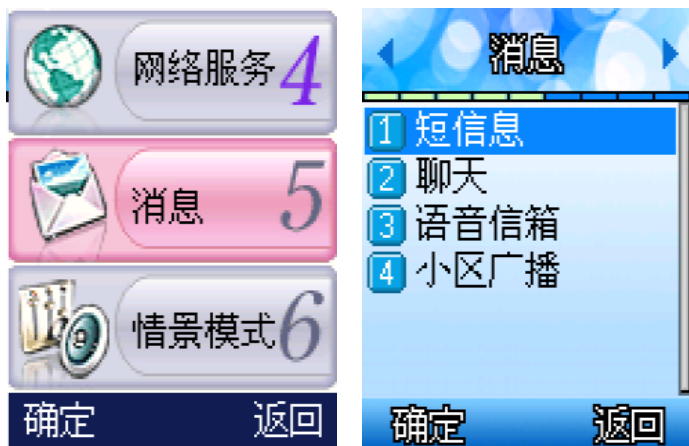 网络服务 4
消息 5
情景模式 6
确定 返回
消息
1 短信息
2 聊天
3 语音信箱
4 小区广播
确定 返回